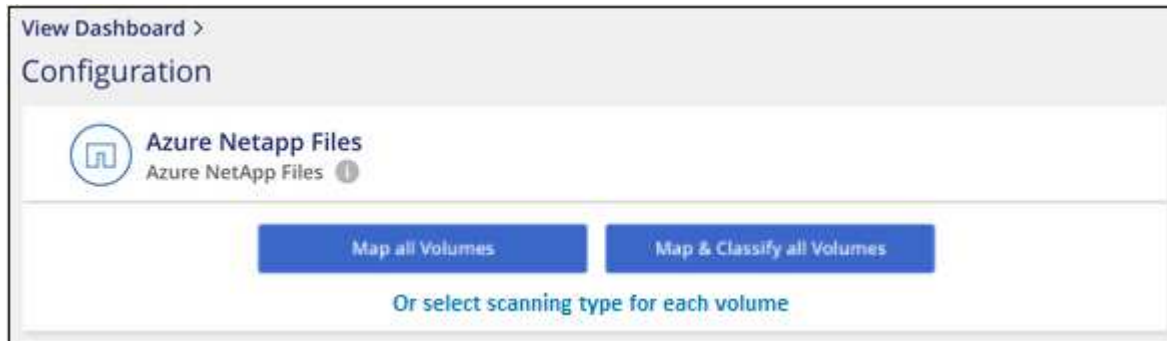 View Dashboard >
Configuration
Azure Netapp Files
Azure NetApp Files i
Map all Volumes
Map & Classify all Volumes
Or select scanning type for each volume